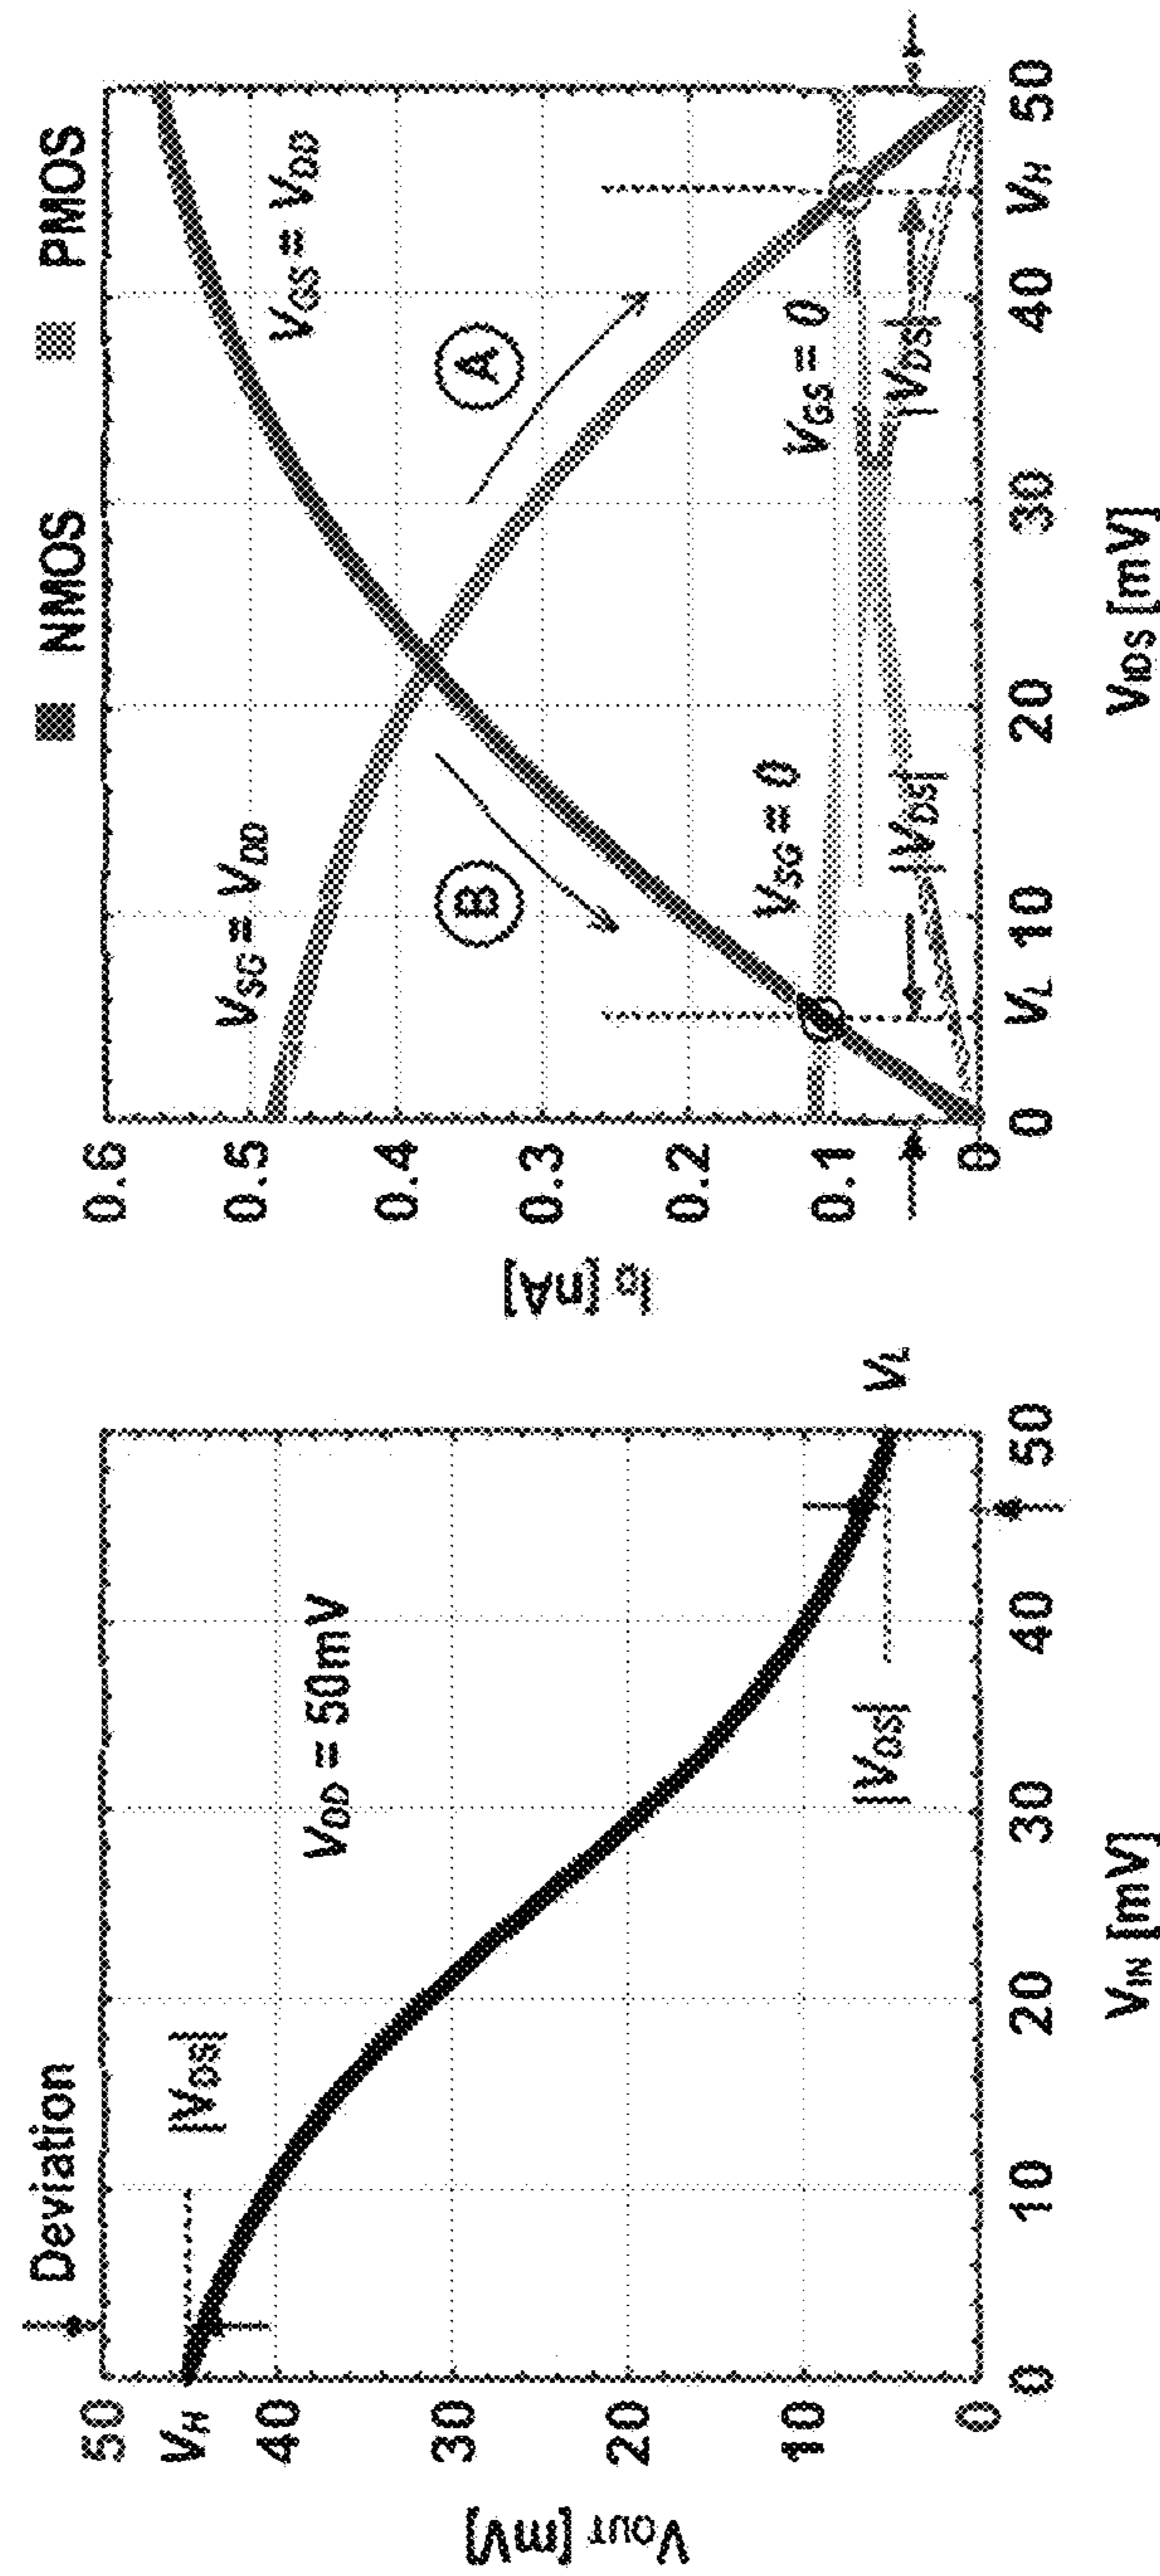 Deviation
50
VH
40
30
20
10
0
VOUT [mV]
|VDS|
VDD = 50mV
|VDS|
VL
0
10
20
30
40
50
VIN [mV]
NMOS
PMOS
0.6
0.5
0.4
0.3
0.2
0.1
0
ID [nA]
VSG = VDD
VGS = VDD
B
A
VSG = 0
VGS = 0
|VDS|
|VDS|
0
VL
10
20
30
40
VH
50